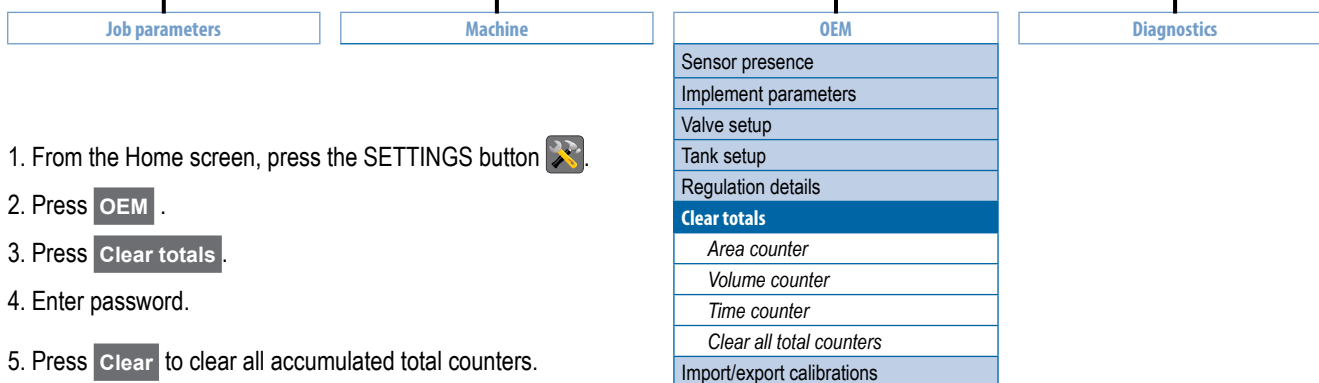 Job parameters
Machine
OEM
Diagnostics
1. From the Home screen, press the SETTINGS button .
2. Press OEM .
3. Press Clear totals .
4. Enter password.
5. Press Clear to clear all accumulated total counters.
Sensor presence
Implement parameters
Valve setup
Tank setup
Regulation details
Clear totals
Area counter
Volume counter
Time counter
Clear all total counters
Import/export calibrations